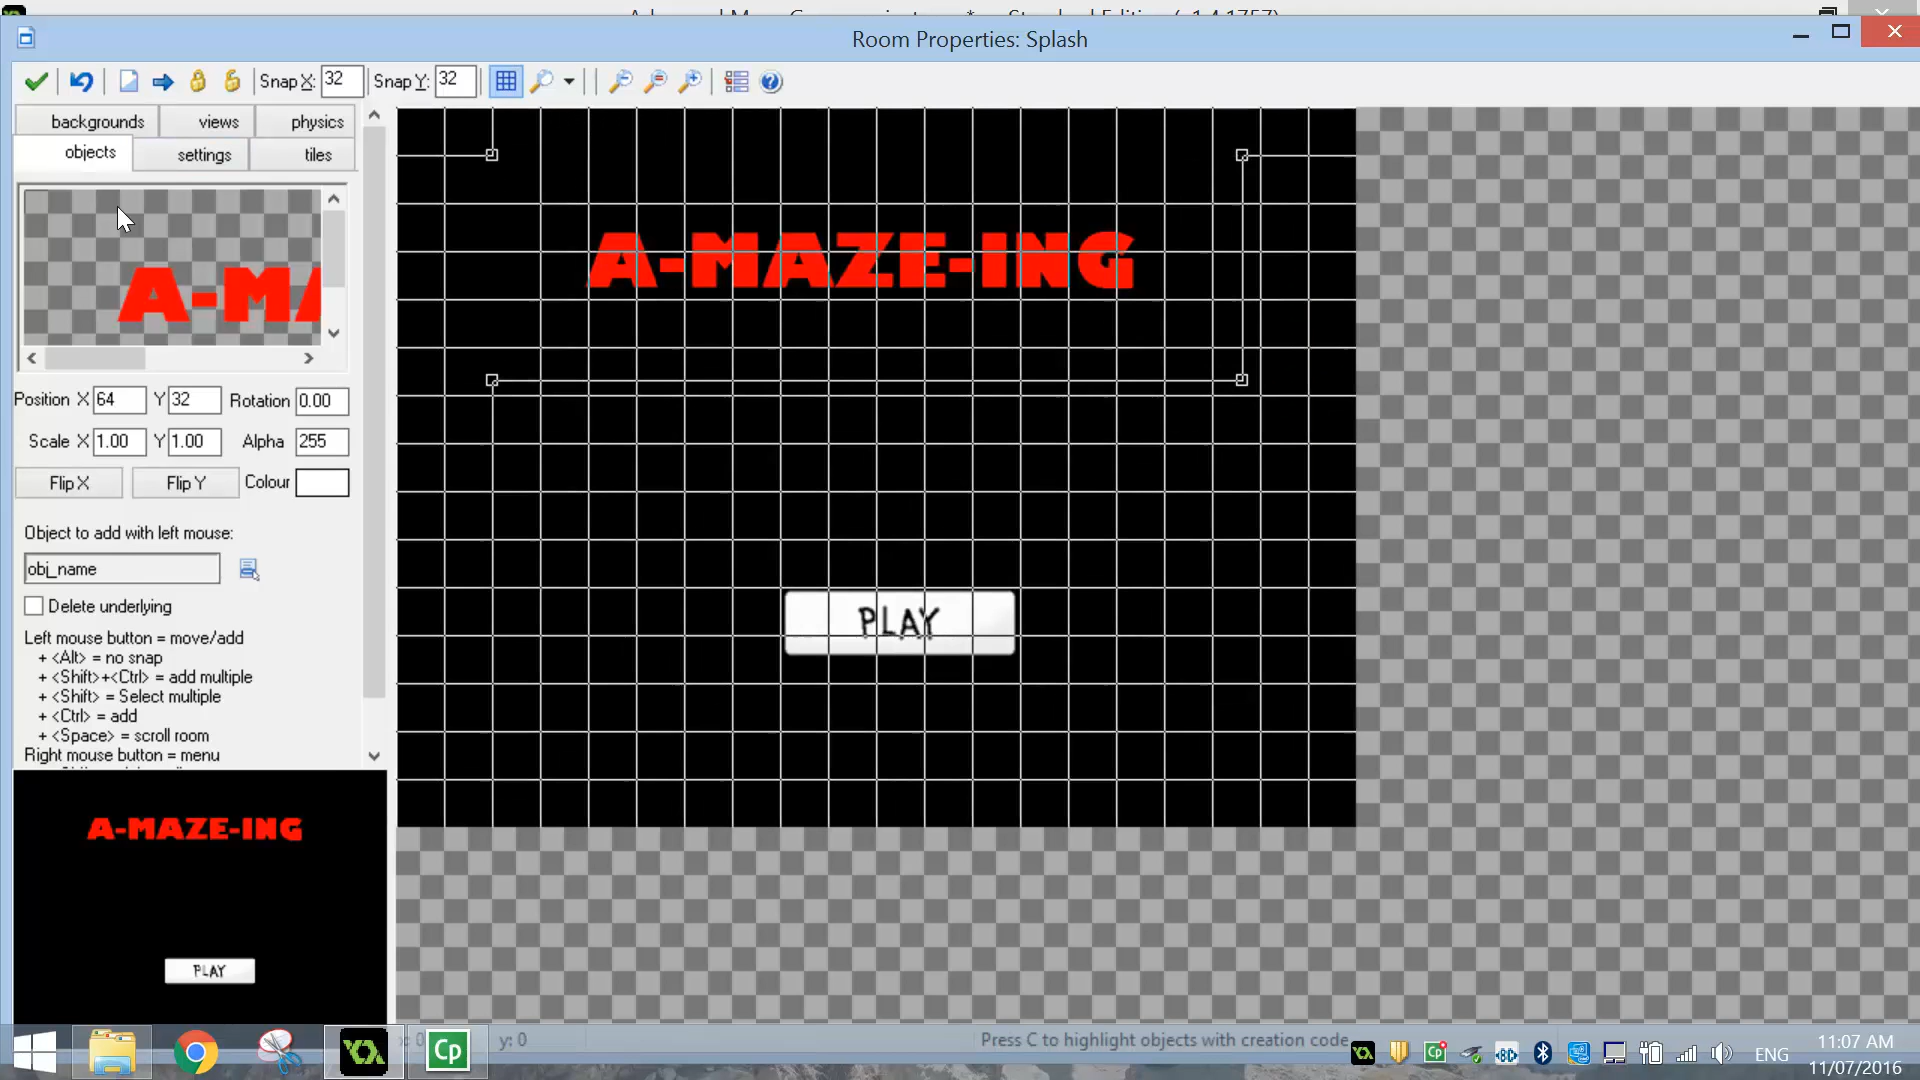 Room Properties: Splash
Snap X: 32 Snap Y: 32
backgrounds views physics
objects settings tiles
A-MA
A-MAZE-ING
Position X 64 Y 32 Rotation 0.00
Scale X 1.00 Y 1.00 Alpha 255
Flip X Flip Y Colour
Object to add with left mouse:
obj_name
Delete underlying
Left mouse button = move/add
+ <Alt> = no snap
+ <Shift>+<Ctrl> = add multiple
+ <Shift> = Select multiple
+ <Ctrl> = add
+ <Space> = scroll room
Right mouse button = menu
PLAY
A-MAZE-ING
PLAY
y: 0
Press C to highlight objects with creation code
Cp
ENG
11:07 AM
11/07/2016